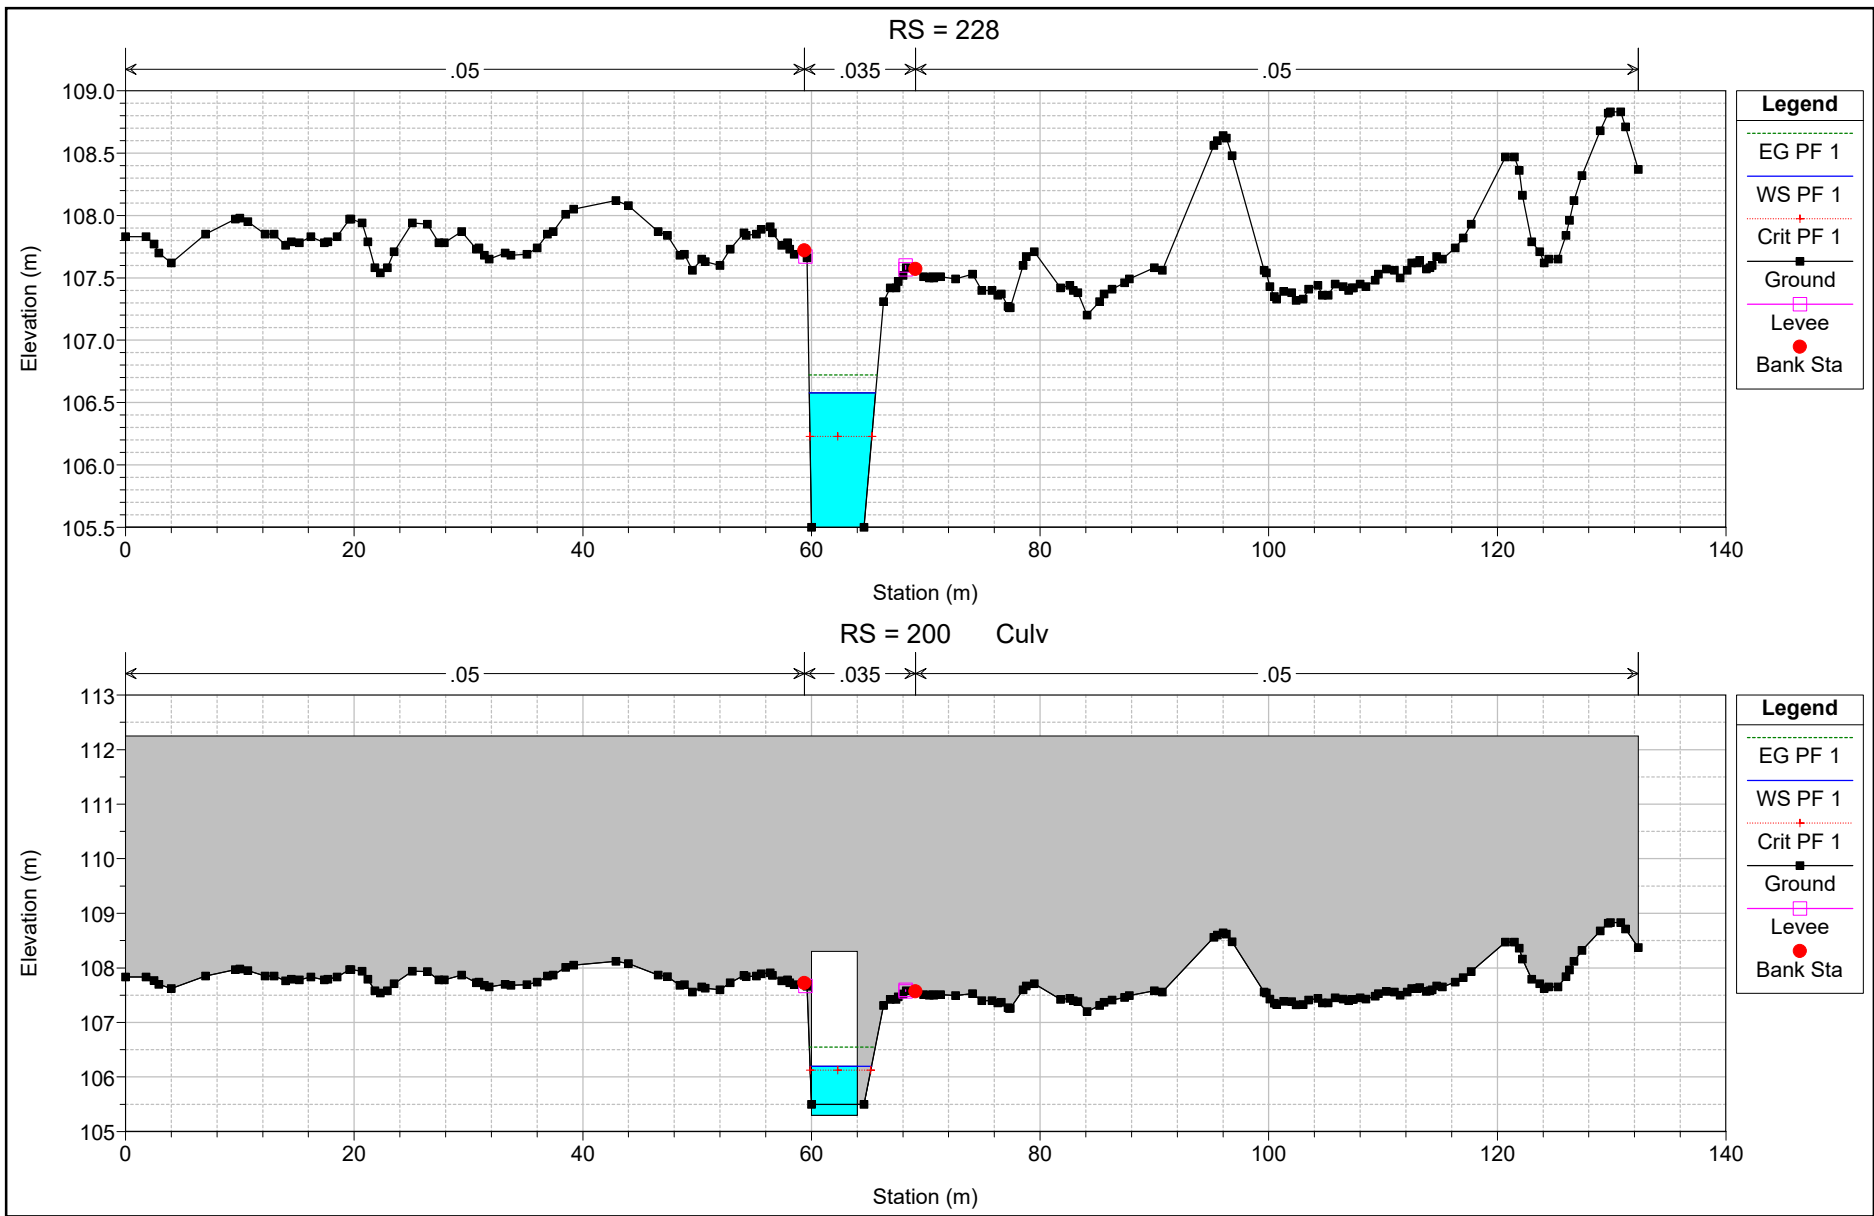 RS = 228
.05 .035 .05
109.0
108.5
108.0
107.5
107.0
106.5
106.0
105.5
Elevation (m)
0 20 40 60 80 100 120 140
Station (m)
Legend
EG PF 1
WS PF 1
Crit PF 1
Ground
Levee
Bank Sta
RS = 200 Culv
.05 .035 .05
113
112
111
110
109
108
107
106
105
Elevation (m)
0 20 40 60 80 100 120 140
Station (m)
Legend
EG PF 1
WS PF 1
Crit PF 1
Ground
Levee
Bank Sta